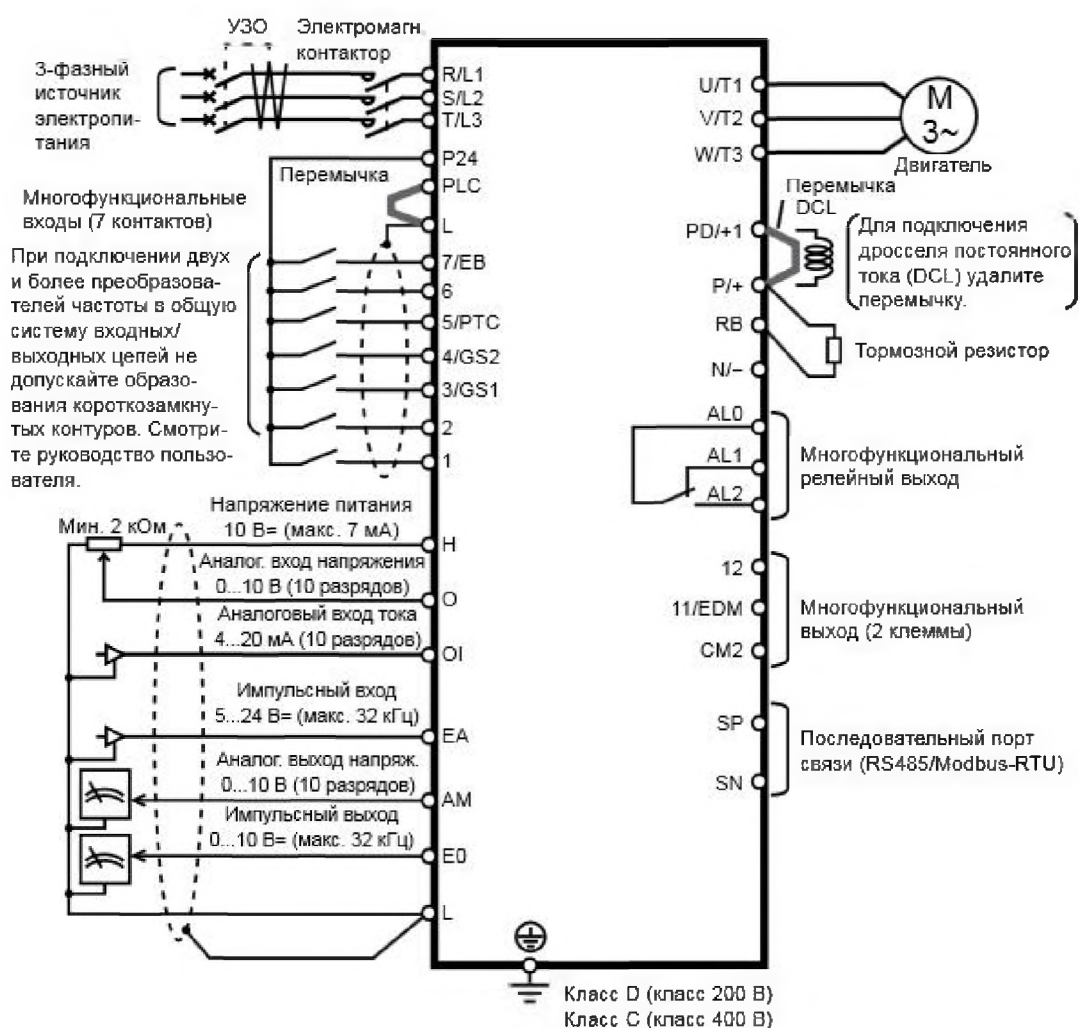 УЗО
Электромагн.
контактор
3-фазный
источник
электропи-
тания
R/L1
S/L2
T/L3
P24
Перемычка
PLC
L
Многофункциональные
входы (7 контактов)
При подключении двух
и более преобразова-
телей частоты в общую
систему входных/
выходных цепей не
допускайте образо-
вания короткозамкну-
тых контуров. Смотри-
те руководство пользо-
вателя.
7/EB
6
5/PTC
4/GS2
3/GS1
2
1
Напряжение питания
10 В= (макс. 7 мА)
Мин. 2 кОм
H
Аналог. вход напряжения
0...10 В (10 разрядов)
O
Аналоговый вход тока
4...20 мА (10 разрядов)
OI
Импульсный вход
5...24 В= (макс. 32 кГц)
EA
Аналог. выход напряж.
0...10 В (10 разрядов)
AM
Импульсный выход
0...10 В= (макс. 32 кГц)
E0
L
U/T1
V/T2
W/T3
M
3~
Двигатель
Перемычка
DCL
PD/+1
P/+
Для подключения
дросселя постоянного
тока (DCL) удалите
перемычку.
RB
N/−
Тормозной резистор
AL0
AL1
AL2
Многофункциональный
релейный выход
12
11/EDM
CM2
Многофункциональный
выход (2 клеммы)
SP
SN
Последовательный порт
связи (RS485/Modbus-RTU)
Класс D (класс 200 В)
Класс C (класс 400 В)